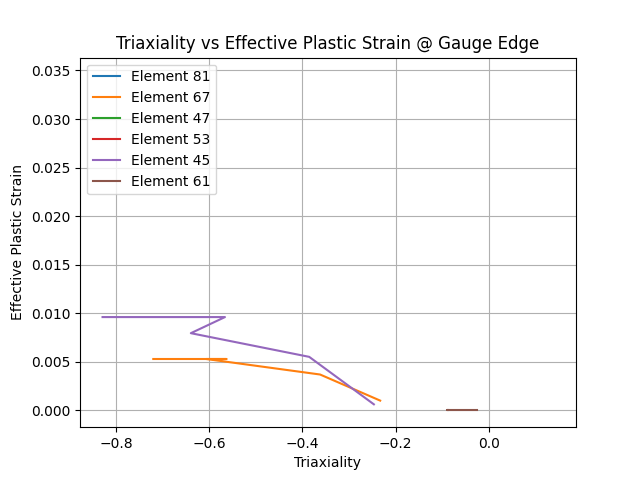 Triaxiality vs Effective Plastic Strain @ Gauge Edge
Element 81
Element 67
Element 47
Element 53
Element 45
Element 61
Effective Plastic Strain
0.035
0.030
0.025
0.020
0.015
0.010
0.005
0.000
−0.8
−0.6
−0.4
−0.2
0.0
Triaxiality